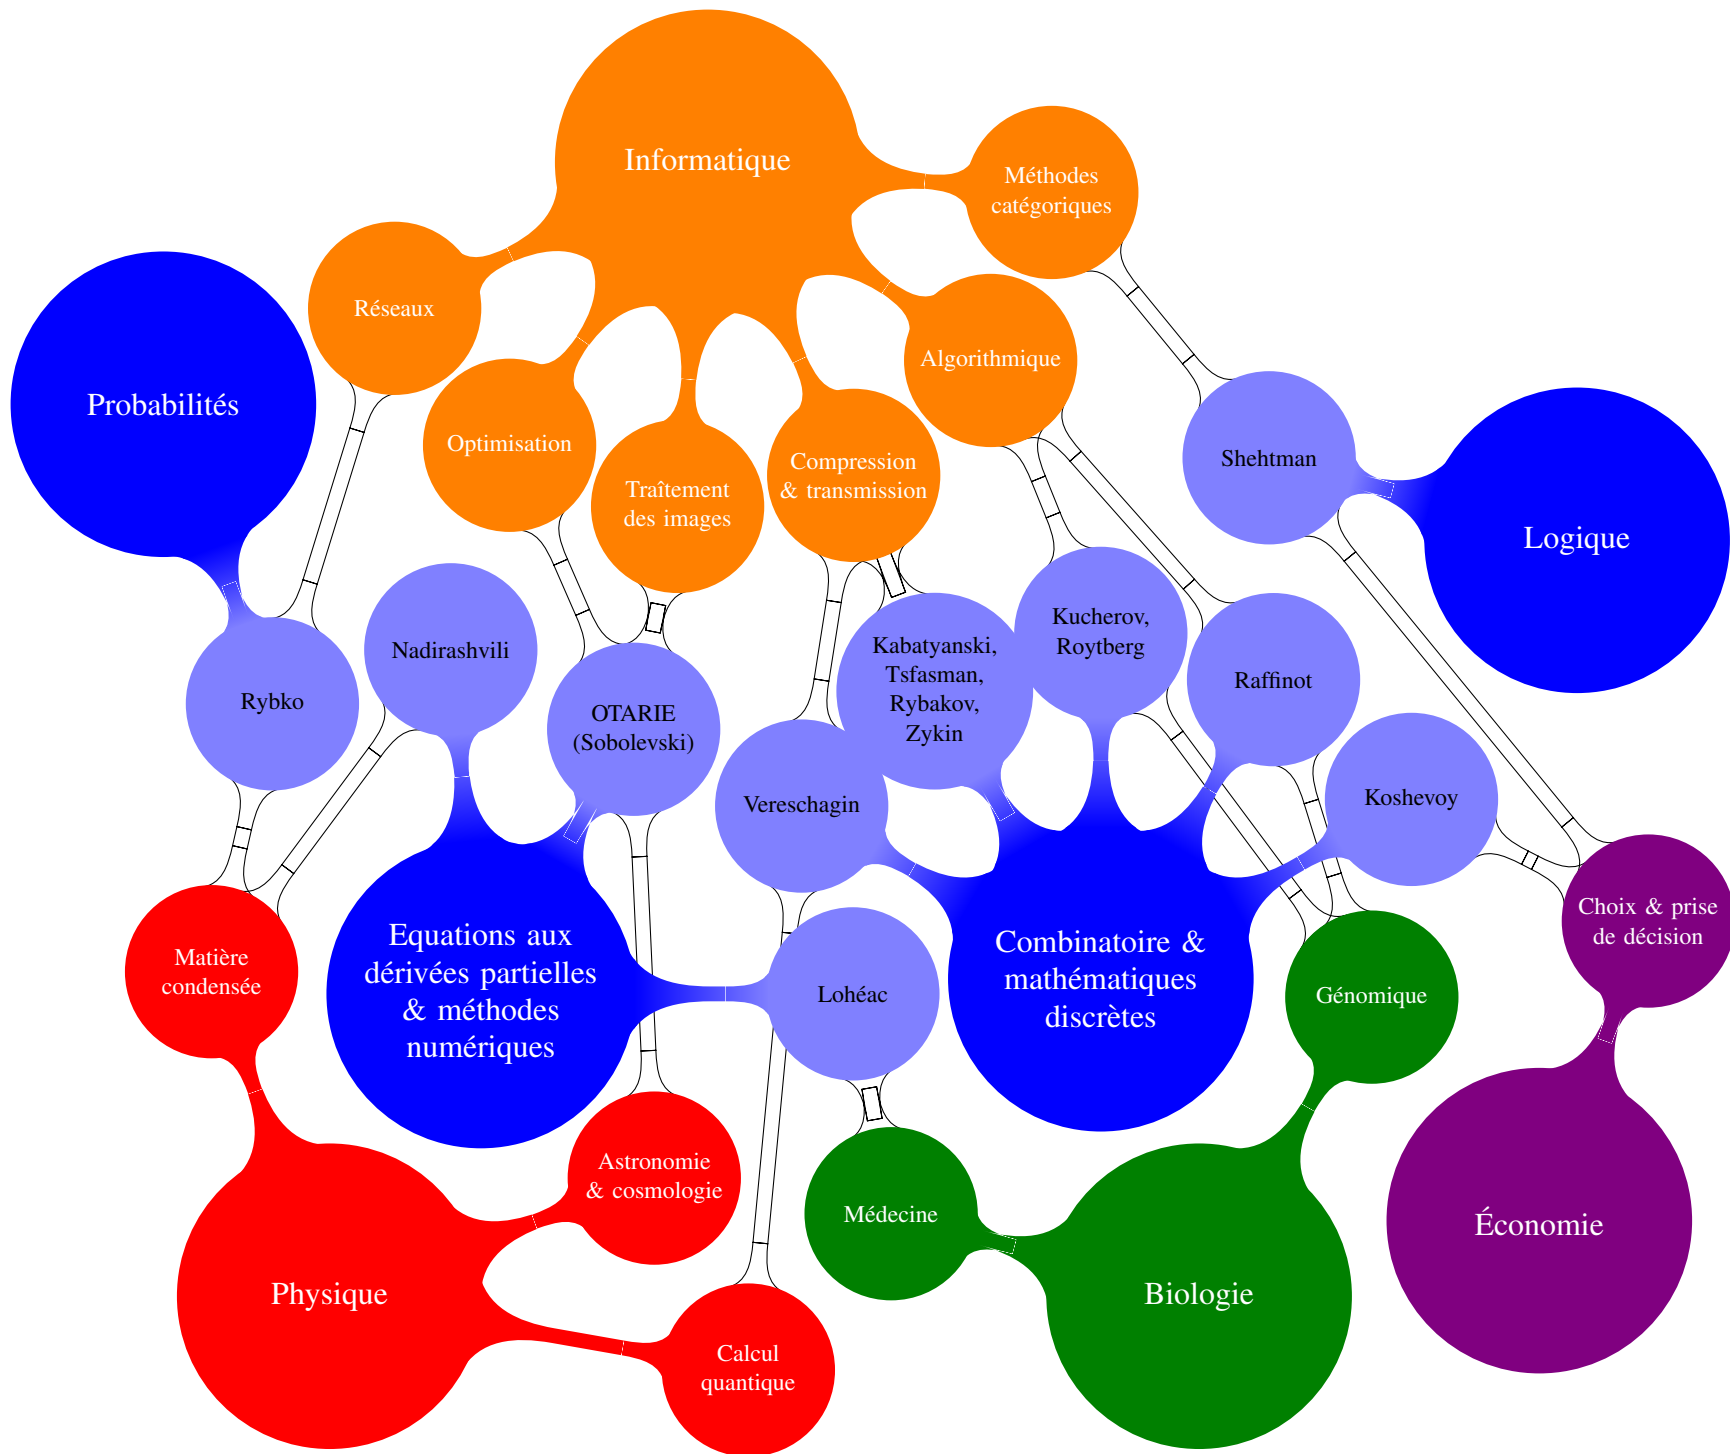 Informatique
Méthodes
catégoriques
Réseaux
Probabilités
Algorithmique
Optimisation
Compression
& transmission
Traîtement
des images
Shehtman
Logique
Kucherov,
Roytberg
Nadirashvili
Kabatyanski,
Tsfasman,
Rybakov,
Zykin
Raffinot
Rybko
OTARIE
(Sobolevski)
Vereschagin
Koshevoy
Choix & prise
de décision
Equations aux
dérivées partielles
& méthodes
numériques
Combinatoire &
mathématiques
discrètes
Matière
condensée
Lohéac
Génomique
Astronomie
& cosmologie
Médecine
Économie
Physique
Biologie
Calcul
quantique